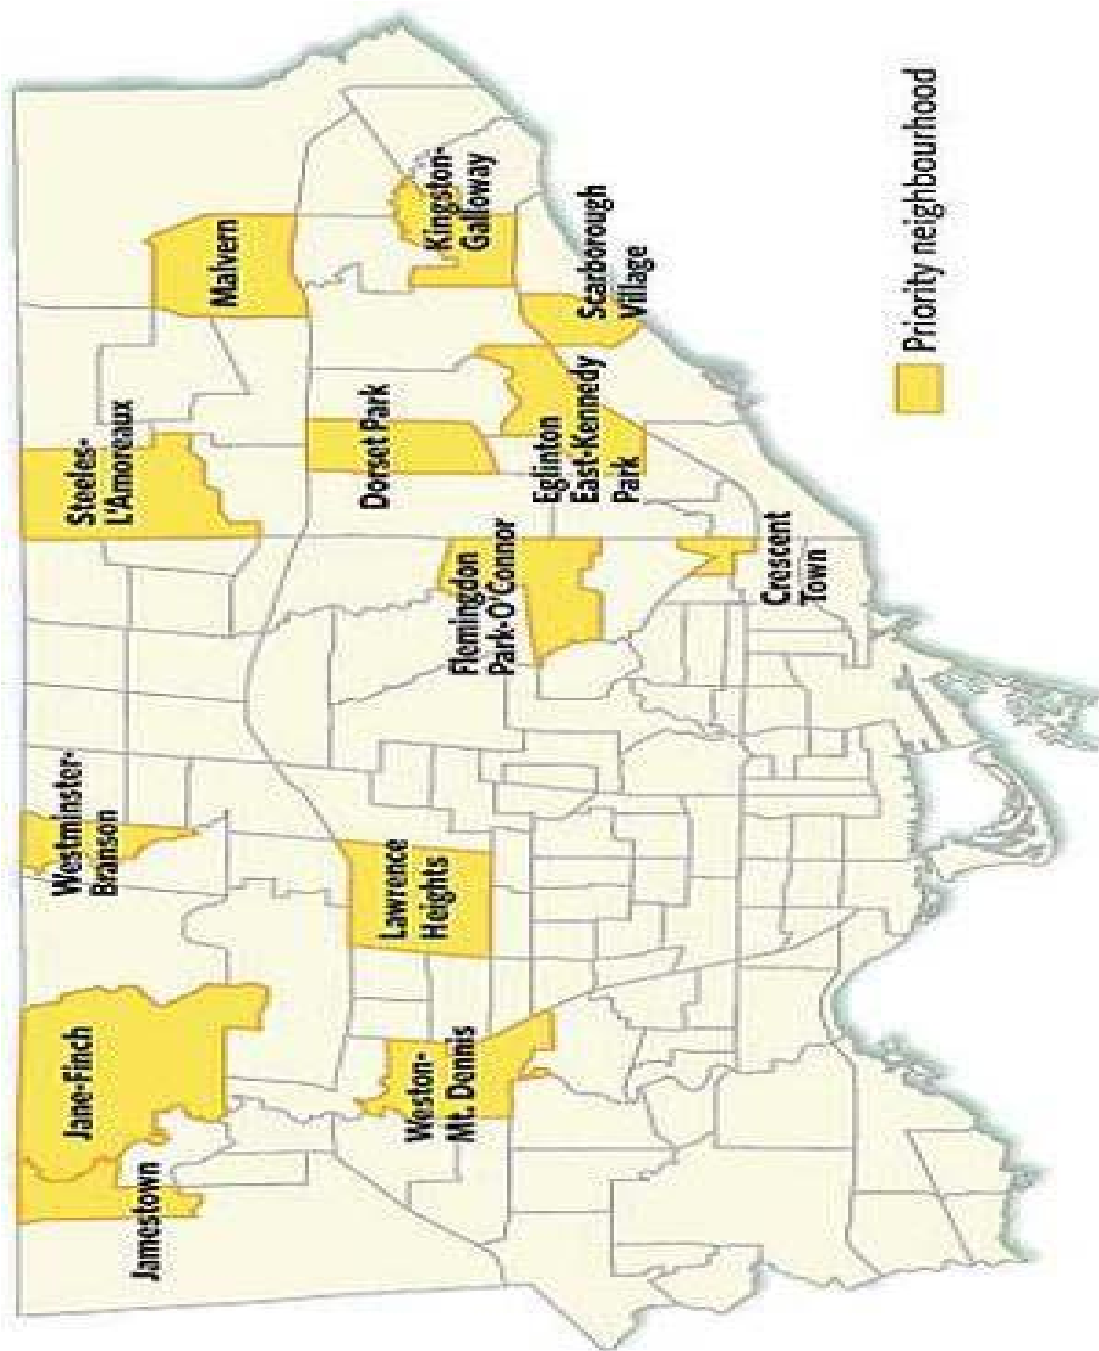 Jamestown
Jane-Finch
Westminster-
Branson
Steeles-
L'Amoreaux
Malvern
Weston-
Mt. Dennis
Lawrence
Heights
Flemingdon
Park-O'Connor
Dorset Park
Kingston-
Galloway
Eglinton
East-Kennedy
Park
Scarborough
Village
Crescent
Town
Priority neighbourhood